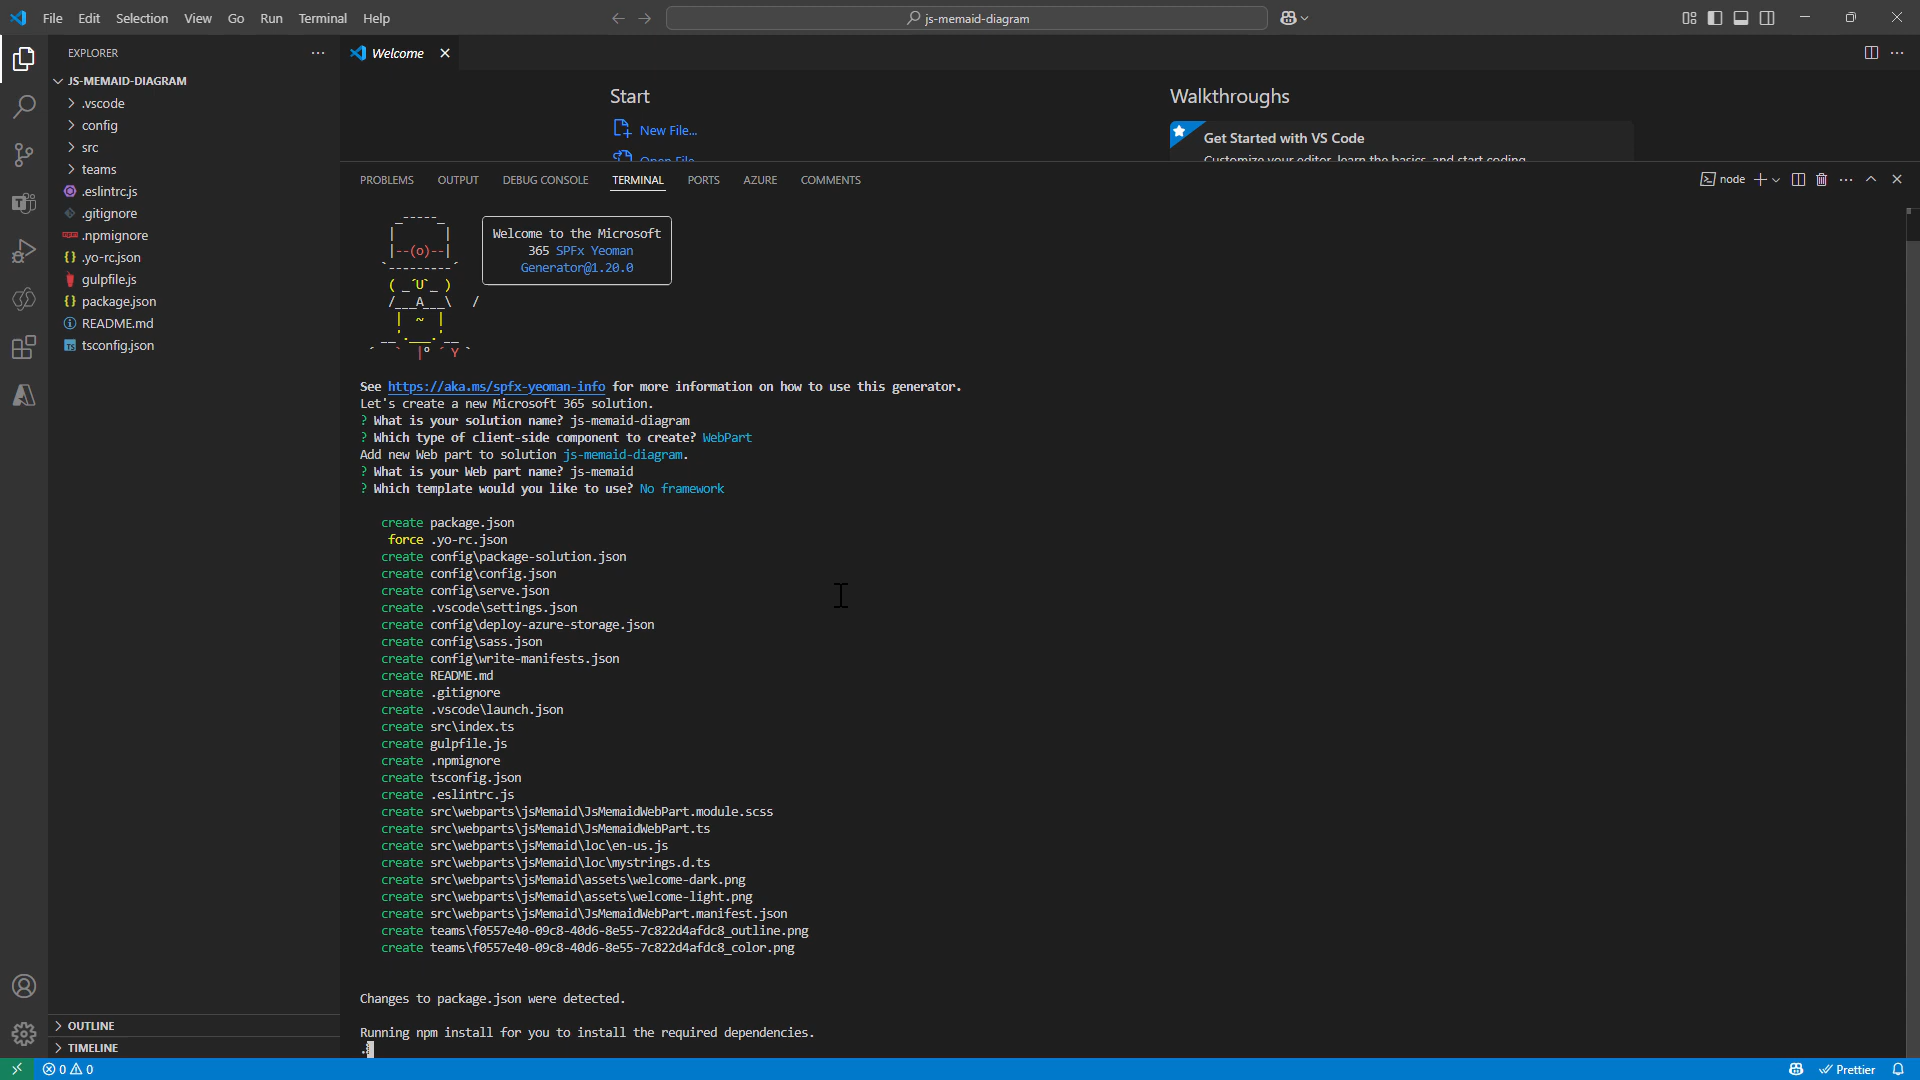 File Edit Selection View Go Run Terminal Help
js-memaid-diagram
EXPLORER
Welcome
JS-MEMAID-DIAGRAM
.vscode
config
src
teams
.eslintrc.js
.gitignore
.npmignore
.yo-rc.json
gulpfile.js
package.json
README.md
tsconfig.json
OUTLINE
TIMELINE
Start
New File...
Open File...
Walkthroughs
Get Started with VS Code
Customize your editor, learn the basics, and start coding
PROBLEMS OUTPUT DEBUG CONSOLE TERMINAL PORTS AZURE COMMENTS
node
Welcome to the Microsoft
365 SPFx Yeoman
Generator@1.20.0
See https://aka.ms/spfx-yeoman-info for more information on how to use this generator.
Let's create a new Microsoft 365 solution.
? What is your solution name? js-memaid-diagram
? Which type of client-side component to create? WebPart
Add new Web part to solution js-memaid-diagram.
? What is your Web part name? js-memaid
? Which template would you like to use? No framework
create package.json
force .yo-rc.json
create config\package-solution.json
create config\config.json
create config\serve.json
create .vscode\settings.json
create config\deploy-azure-storage.json
create config\sass.json
create config\write-manifests.json
create README.md
create .gitignore
create .vscode\launch.json
create src\index.ts
create gulpfile.js
create .npmignore
create tsconfig.json
create .eslintrc.js
create src\webparts\jsMemaid\JsMemaidWebPart.module.scss
create src\webparts\jsMemaid\JsMemaidWebPart.ts
create src\webparts\jsMemaid\loc\en-us.js
create src\webparts\jsMemaid\loc\mystrings.d.ts
create src\webparts\jsMemaid\assets\welcome-dark.png
create src\webparts\jsMemaid\assets\welcome-light.png
create src\webparts\jsMemaid\JsMemaidWebPart.manifest.json
create teams\f0557e40-09c8-40d6-8e55-7c822d4afdc8_outline.png
create teams\f0557e40-09c8-40d6-8e55-7c822d4afdc8_color.png
Changes to package.json were detected.
Running npm install for you to install the required dependencies.
0 0
Prettier